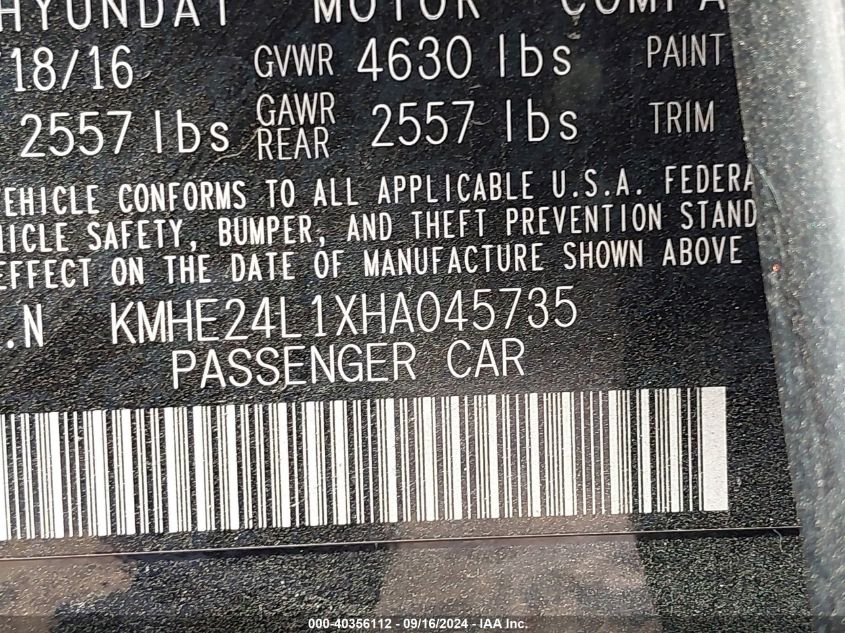 HYUNDAI MOTOR COMPA
18/16 GVWR 4630 lbs PAINT
2557 lbs GAWR REAR 2557 lbs TRIM
EHICLE CONFORMS TO ALL APPLICABLE U.S.A. FEDERA
ICLE SAFETY, BUMPER, AND THEFT PREVENTION STAND
EFFECT ON THE DATE OF MANUFACTURE SHOWN ABOVE
.N KMHE24L1XHA045735
PASSENGER CAR
000-40356112 - 09/16/2024 - IAA Inc.